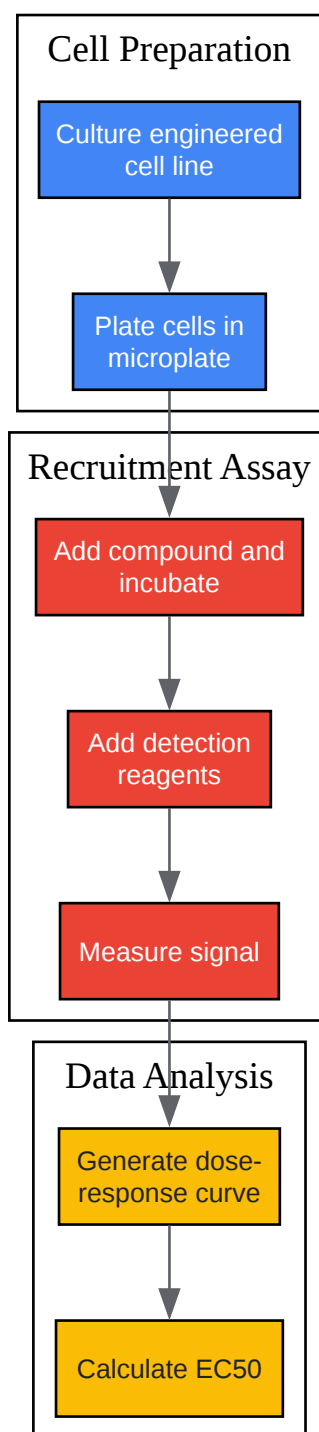 Cell Preparation
Culture engineered
cell line
Plate cells in
microplate
Recruitment Assay
Add compound and
incubate
Add detection
reagents
Measure signal
Data Analysis
Generate dose-
response curve
Calculate EC50